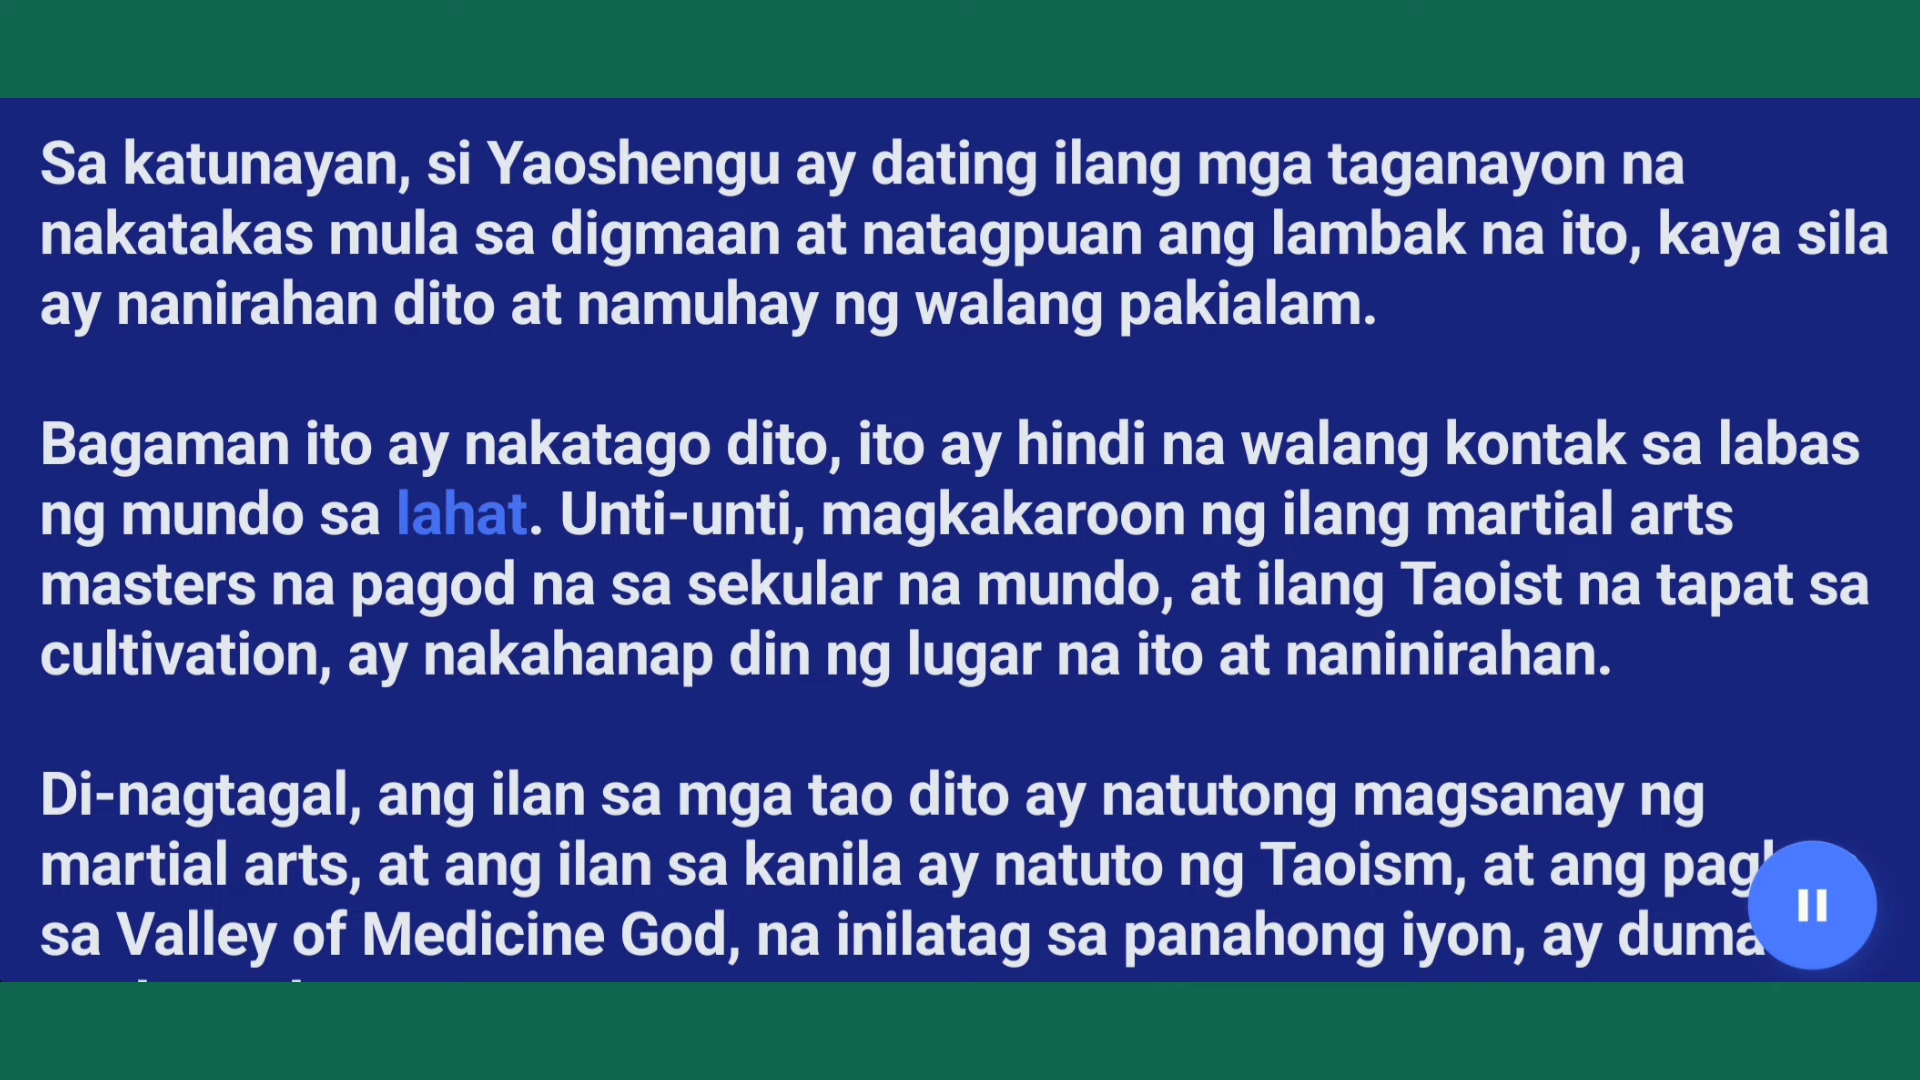 Sa katunayan, si Yaoshengu ay dating ilang mga taganayon na
nakatakas mula sa digmaan at natagpuan ang lambak na ito, kaya sila
ay nanirahan dito at namuhay ng walang pakialam.
Bagaman ito ay nakatago dito, ito ay hindi na walang kontak sa labas
ng mundo sa lahat. Unti-unti, magkakaroon ng ilang martial arts
masters na pagod na sa sekular na mundo, at ilang Taoist na tapat sa
cultivation, ay nakahanap din ng lugar na ito at naninirahan.
Di-nagtagal, ang ilan sa mga tao dito ay natutong magsanay ng
martial arts, at ang ilan sa kanila ay natuto ng Taoism, at ang
sa Valley of Medicine God, na inilatag sa panahong iyon, ay